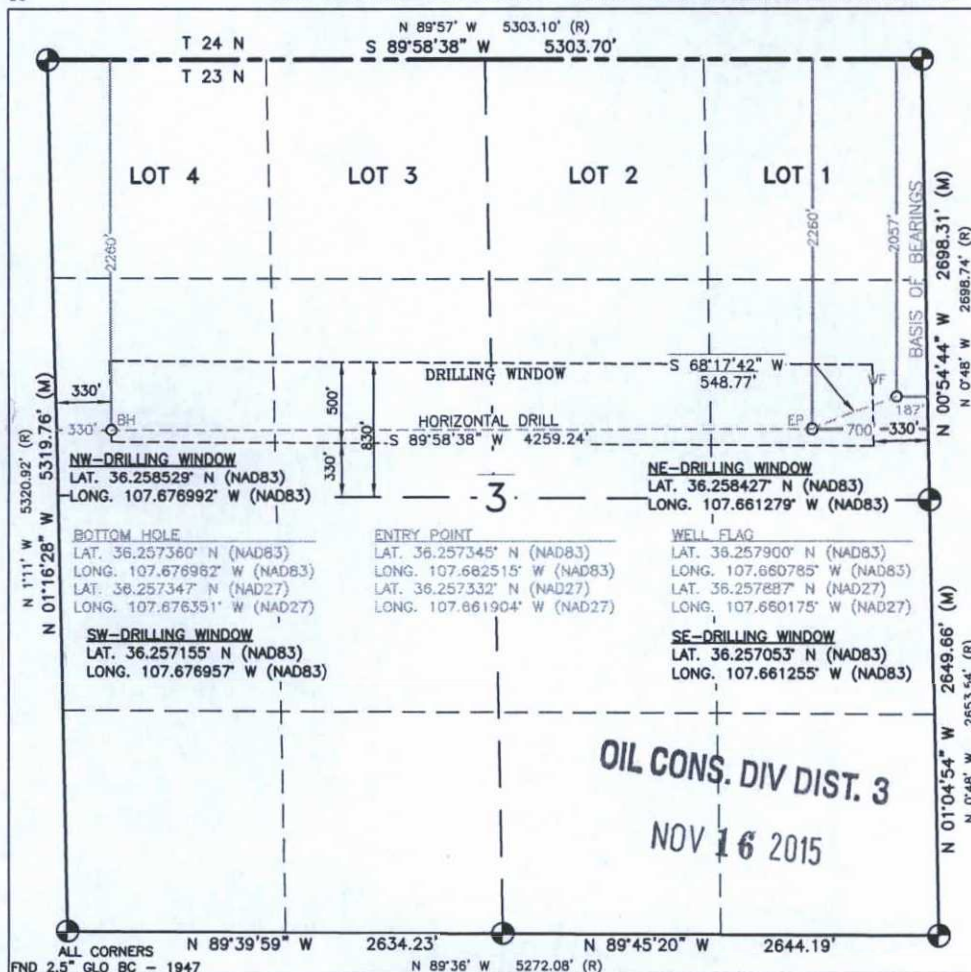 N 89°57' W 5303.10' (R)
S 89°58'38" W 5303.70'
T 24 N
T 23 N
LOT 4
LOT 3
LOT 2
LOT 1
2260'
2260'
2057'
BASIS OF BEARINGS
N 00°54'44" W 2698.31' (M)
N 0°48' W 2698.74' (R)
N 1°11' W 5320.92' (R)
N 01°16'28" W 5319.76' (M)
330'
DRILLING WINDOW
S 68°17'42" W
548.77'
WF
187'
500'
830'
330'
330'
BH
HORIZONTAL DRILL
S 89°58'38" W 4259.24'
EP
700'
330'
NW-DRILLING WINDOW
LAT. 36.258529° N (NAD83)
LONG. 107.676992° W (NAD83)
3
NE-DRILLING WINDOW
LAT. 36.258427° N (NAD83)
LONG. 107.661279° W (NAD83)
BOTTOM HOLE
LAT. 36.257360° N (NAD83)
LONG. 107.676962° W (NAD83)
LAT. 36.257347° N (NAD27)
LONG. 107.676351° W (NAD27)
ENTRY POINT
LAT. 36.257345° N (NAD83)
LONG. 107.662515° W (NAD83)
LAT. 36.257332° N (NAD27)
LONG. 107.661904° W (NAD27)
WELL FLAG
LAT. 36.257900° N (NAD83)
LONG. 107.660785° W (NAD83)
LAT. 36.257887° N (NAD27)
LONG. 107.660175° W (NAD27)
SW-DRILLING WINDOW
LAT. 36.257155° N (NAD83)
LONG. 107.676957° W (NAD83)
SE-DRILLING WINDOW
LAT. 36.257053° N (NAD83)
LONG. 107.661255° W (NAD83)
N 01°04'54" W 2649.66' (M)
N 0°48' W 2653.54' (R)
OIL CONS. DIV DIST. 3
NOV 16 2015
N 89°39'59" W 2634.23'
N 89°45'20" W 2644.19'
ALL CORNERS
FND 2.5" GLO BC - 1947
N 89°36' W 5272.08' (R)